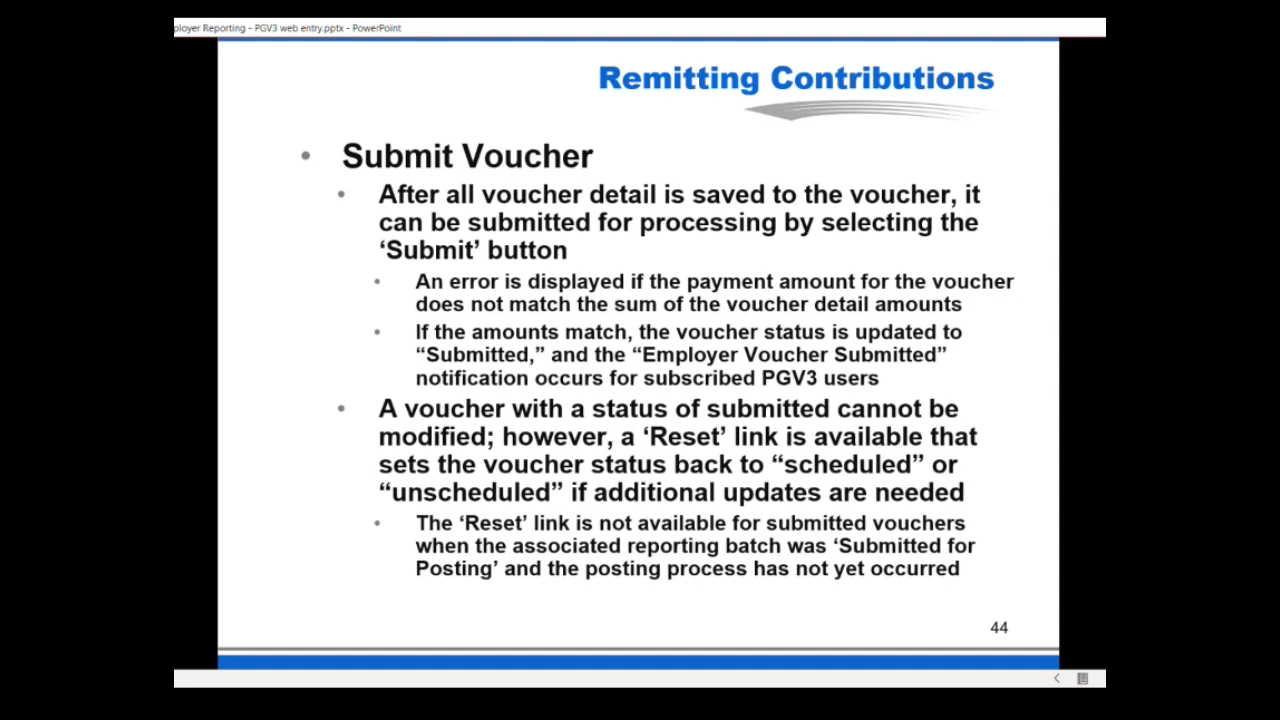 ployer Reporting - PGV3 web entry.pptx - PowerPoint
Remitting Contributions
• Submit Voucher
• After all voucher detail is saved to the voucher, it
can be submitted for processing by selecting the
‘Submit’ button
• An error is displayed if the payment amount for the voucher
does not match the sum of the voucher detail amounts
• If the amounts match, the voucher status is updated to
“Submitted,” and the “Employer Voucher Submitted”
notification occurs for subscribed PGV3 users
• A voucher with a status of submitted cannot be
modified; however, a ‘Reset’ link is available that
sets the voucher status back to “scheduled” or
“unscheduled” if additional updates are needed
• The ‘Reset’ link is not available for submitted vouchers
when the associated reporting batch was ‘Submitted for
Posting’ and the posting process has not yet occurred
44